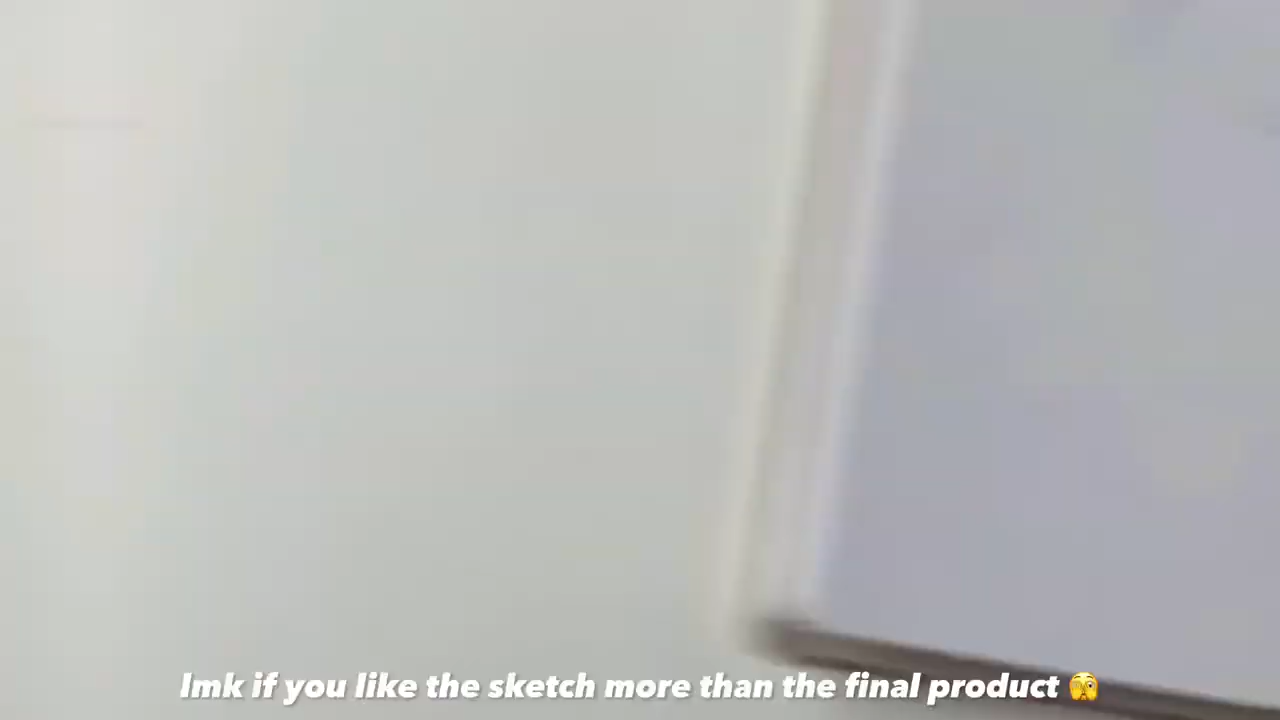 lmk if you like the sketch more than the final product 🫣